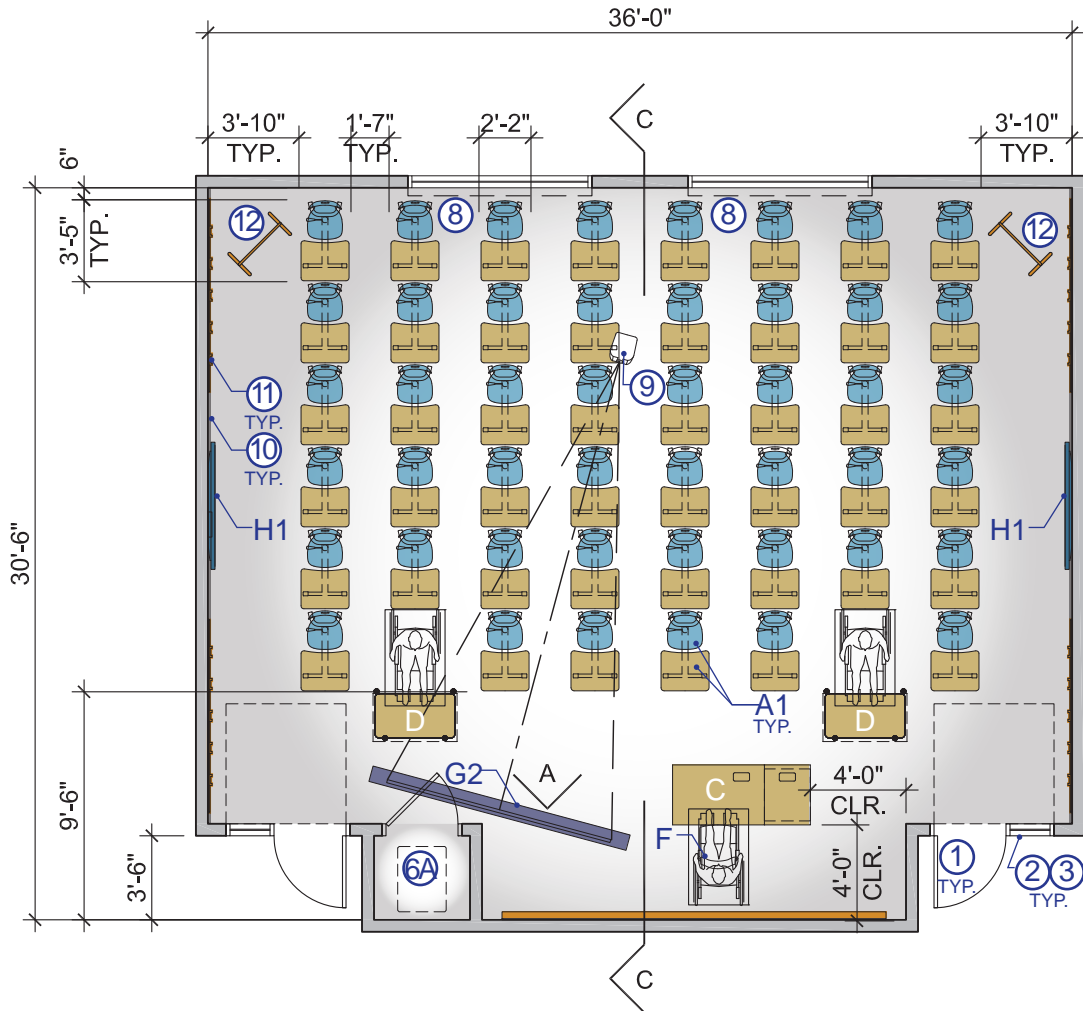 36'-0"
C
3'-10"
TYP.
1'-7"
TYP.
2'-2"
3'-10"
TYP.
6"
3'-5"
TYP.
12
8
8
12
9
11
TYP.
10
TYP.
H1
H1
30'-6"
A1
TYP.
D
D
G2
A
C
4'-0"
CLR.
9'-6"
3'-6"
6A
F
4'-0"
CLR.
1
TYP.
2 3
TYP.
C